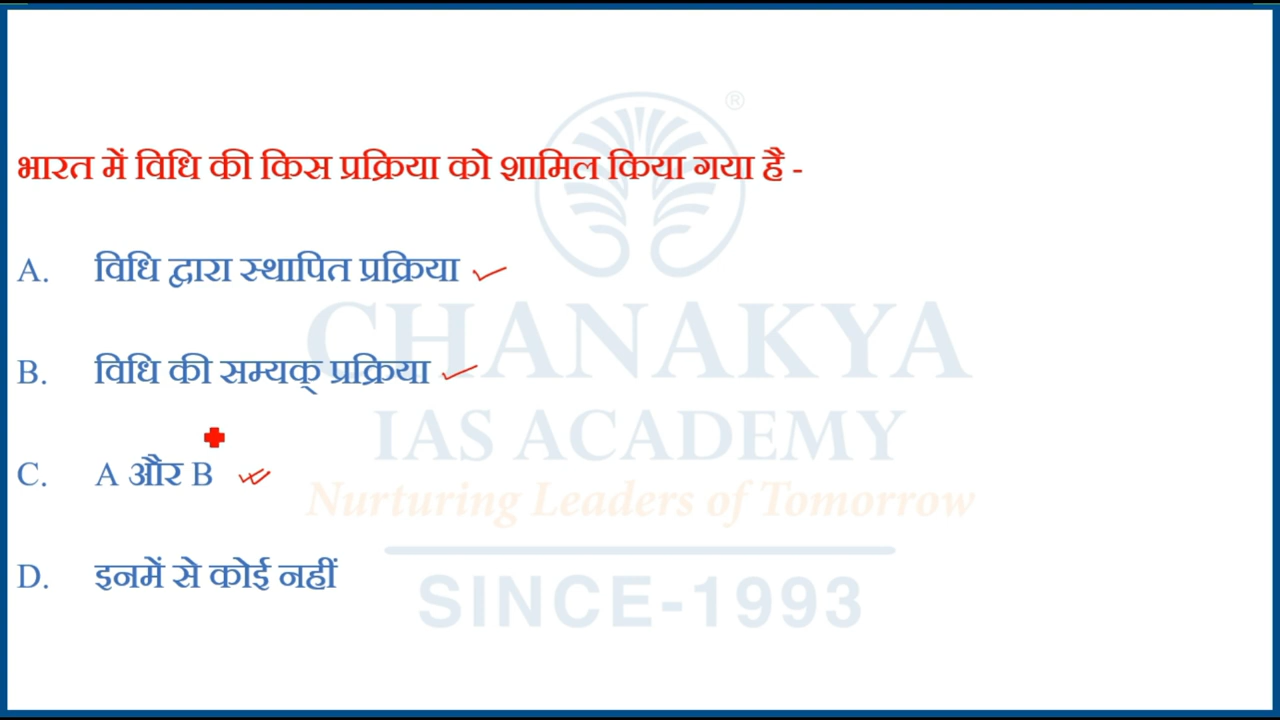 ®
भारत में विधि की किस प्रक्रिया को शामिल किया गया है -
A. विधि द्वारा स्थापित प्रक्रिया
B. विधि की सम्यक् प्रक्रिया
C. A और B
D. इनमें से कोई नहीं
CHANAKYA
IAS ACADEMY
Nurturing Leaders of Tomorrow
SINCE-1993